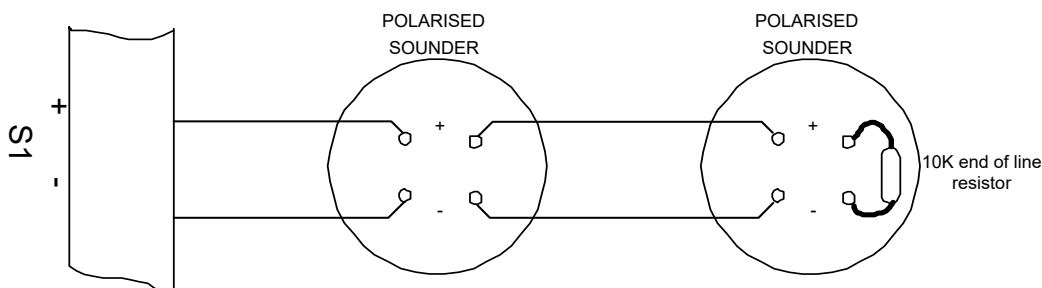 POLARISED
SOUNDER
POLARISED
SOUNDER
S1
+
-
+
-
+
-
10K end of line
resistor